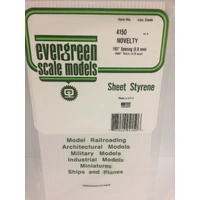 4150
NOVELTY
evergreen
scale models
Sheet Styrene
Model Railroading
Architectural Models
Military Models
Industrial Models
Miniatures
Ships and Planes